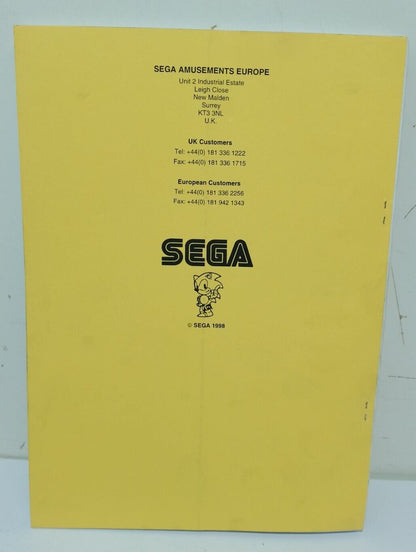 SEGA AMUSEMENTS EUROPE
Unit 2 Industrial Estate
Leigh Close
New Malden
Surrey
KT3 3NL
U.K.
UK Customers
Tel: +44(0) 181 336 1222
Fax: +44(0) 181 336 1715
European Customers
Tel: +44(0) 181 336 2256
Fax: +44(0) 181 942 1343
SEGA
© SEGA 1998